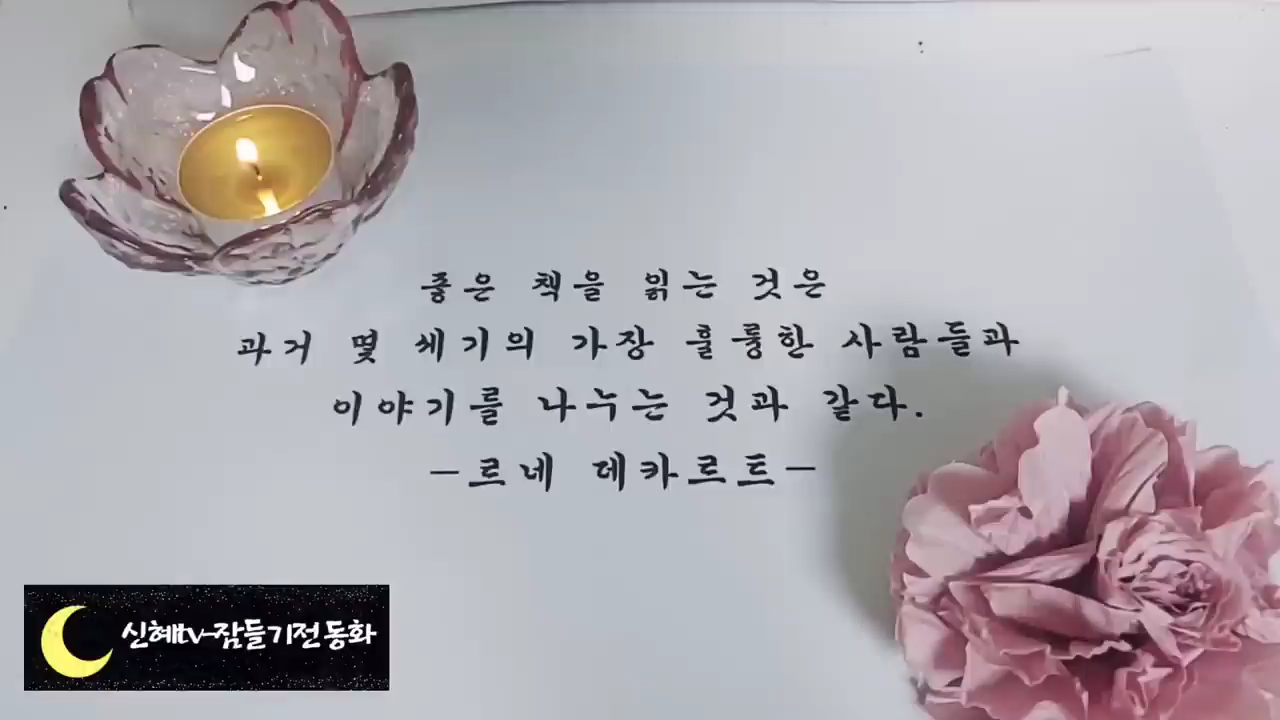 좋은 책을 읽는 것은
과거 몇 세기의 가장 훌륭한 사람들과
이야기를 나누는 것과 같다.
-르네 데카르트-
신혜tv-잠들기전 동화